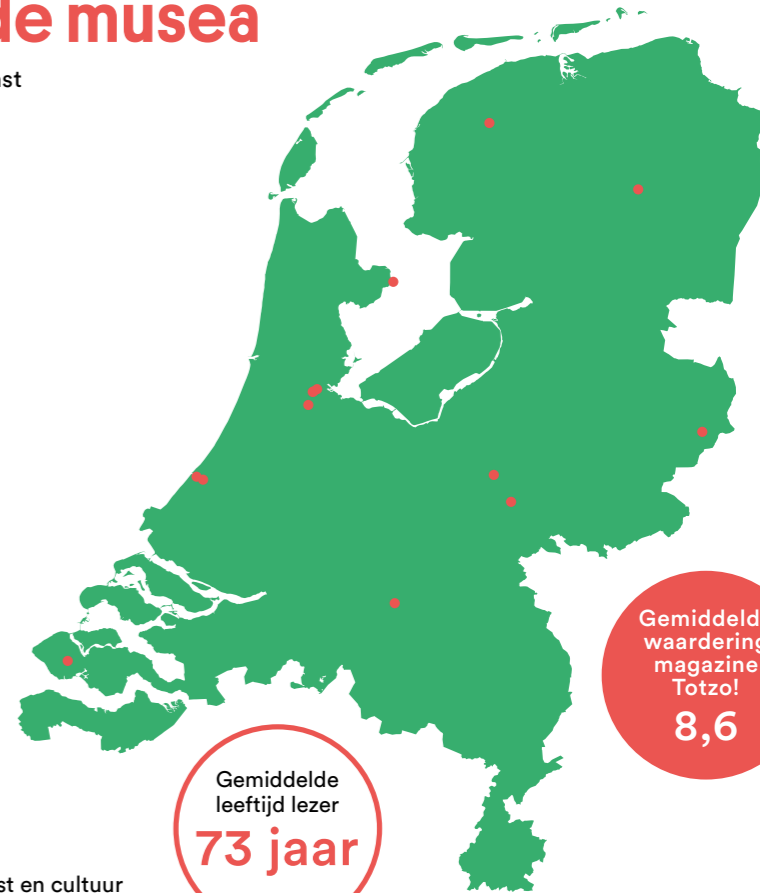 de musea
st
Gemiddeld
waardering
magazine
Totzo!
8,6
Gemiddelde
leeftijd lezer
73 jaar
st en cultuur